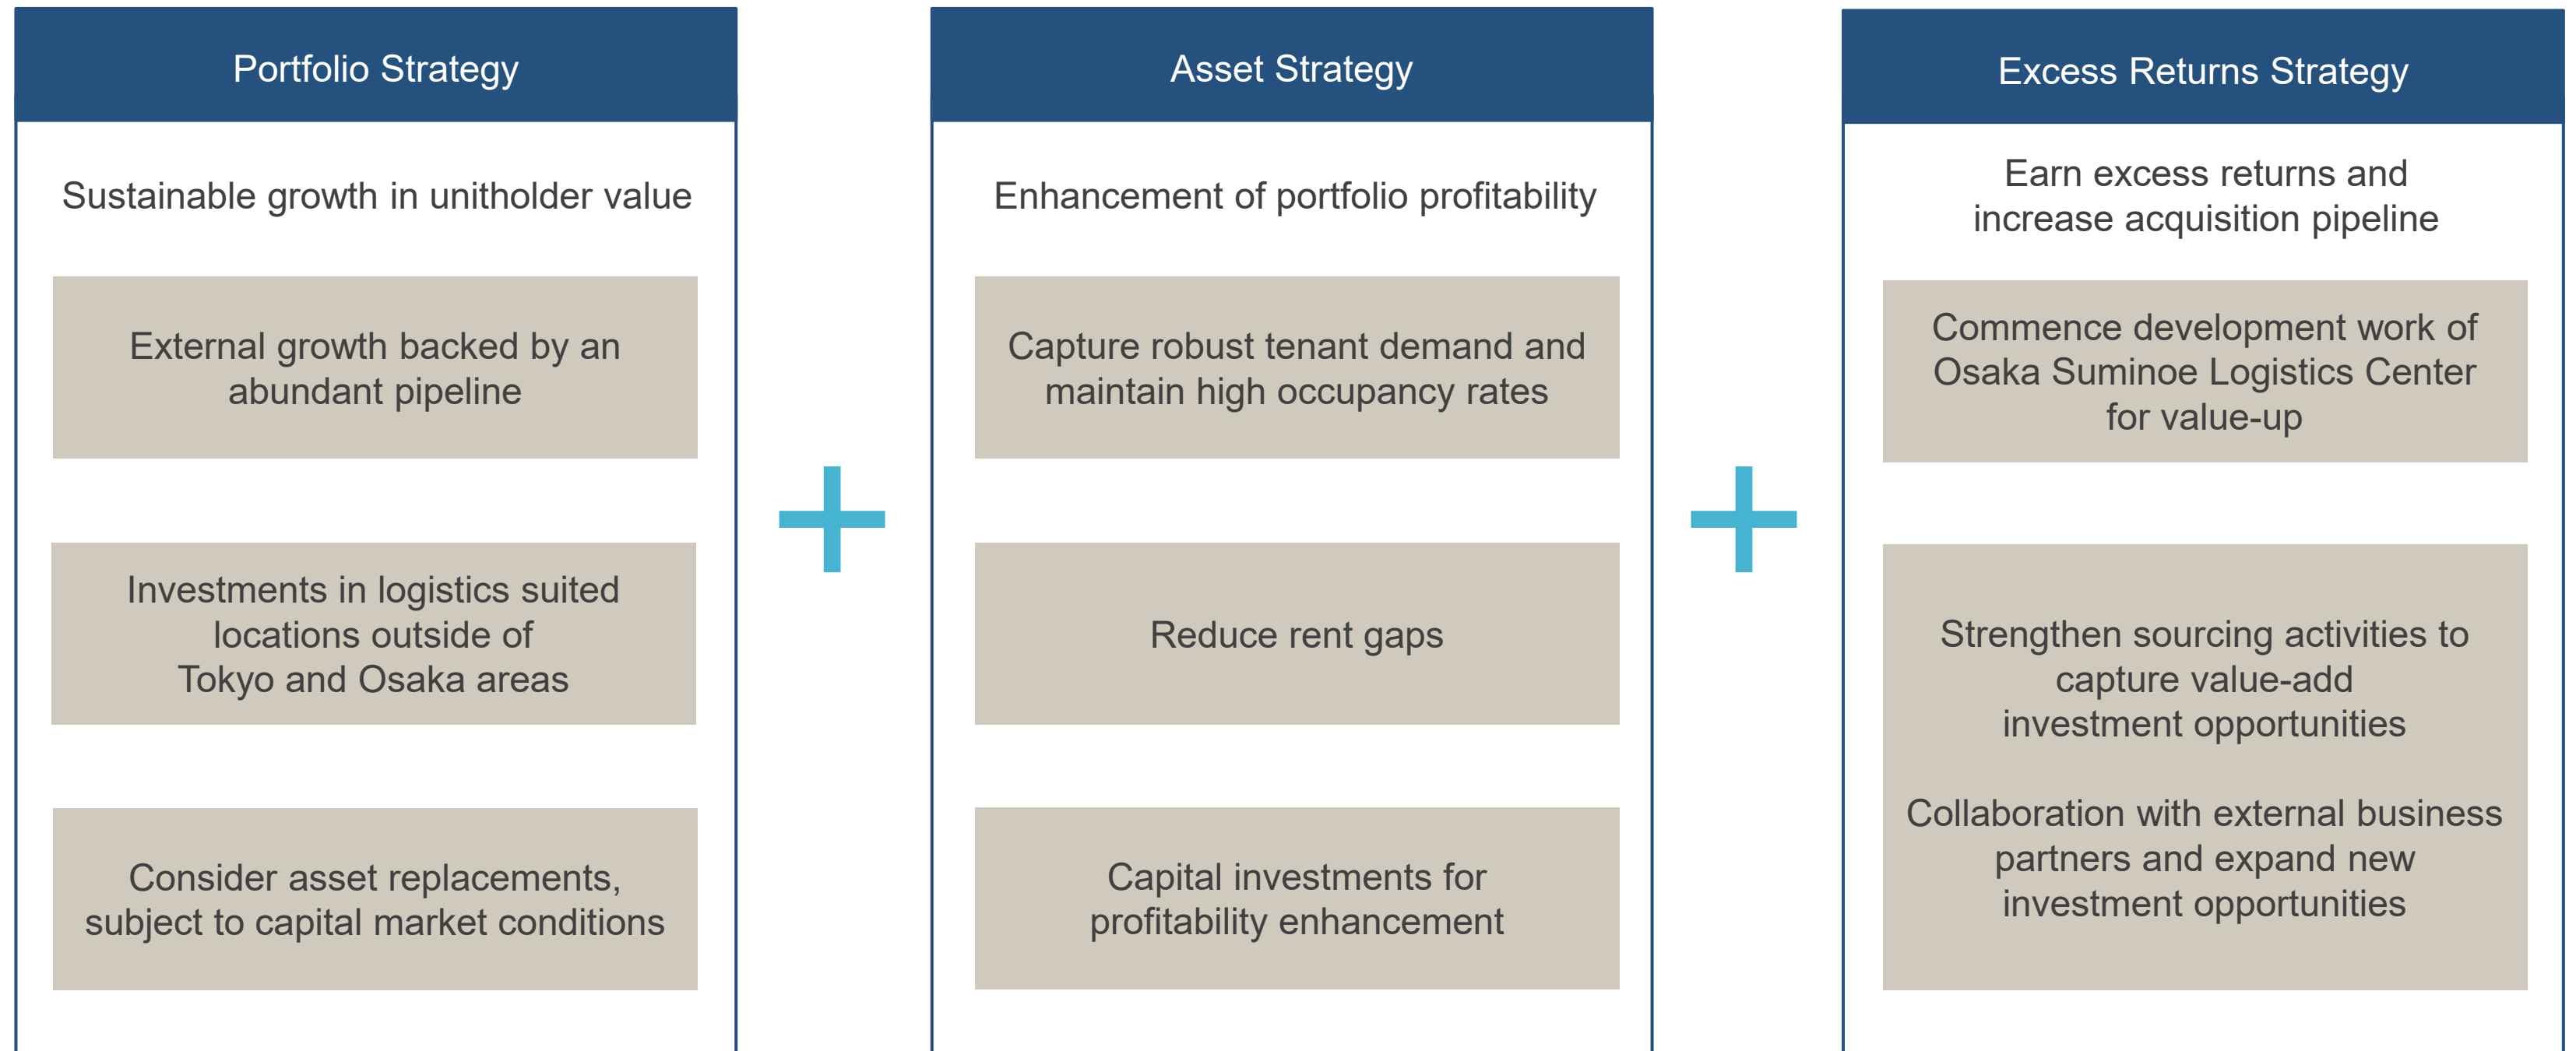 Portfolio Strategy
Sustainable growth in unitholder value
External growth backed by an
abundant pipeline
Investments in logistics suited
locations outside of
Tokyo and Osaka areas
Consider asset replacements,
subject to capital market conditions
Asset Strategy
Enhancement of portfolio profitability
Capture robust tenant demand and
maintain high occupancy rates
Reduce rent gaps
Capital investments for
profitability enhancement
Excess Returns Strategy
Earn excess returns and
increase acquisition pipeline
Commence development work of
Osaka Suminoe Logistics Center
for value-up
Strengthen sourcing activities to
capture value-add
investment opportunities
Collaboration with external business
partners and expand new
investment opportunities